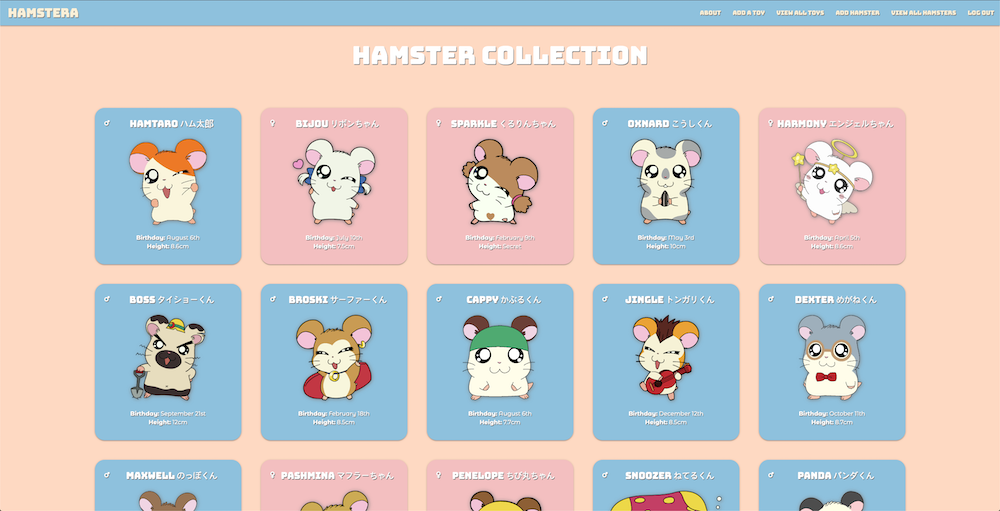 HAMSTERA
ABOUT ADD A TOY VIEW ALL TOYS ADD HAMSTER VIEW ALL HAMSTERS LOG OUT
HAMSTER COLLECTION
♂ HAMTARO ハム太郎
Birthday: August 6th
Height: 8.6cm
♀ BIJOU リボンちゃん
Birthday: July 10th
Height: 7.5cm
♀ SPARKLE くるりんちゃん
Birthday: February 9th
Height: Secret
♂ OXNARD こうしくん
Birthday: May 3rd
Height: 10cm
♀ HARMONY エンジェルちゃん
Birthday: April 5th
Height: 8.6cm
♂ BOSS タイショーくん
Birthday: September 21st
Height: 12cm
♂ BROSKI サーファーくん
Birthday: February 18th
Height: 8.5cm
♂ CAPPY かぶるくん
Birthday: August 6th
Height: 7.7cm
♂ JINGLE トンガリくん
Birthday: December 12th
Height: 8.5cm
♂ DEXTER めがねくん
Birthday: October 11th
Height: 8.7cm
♂ MAXWELL のっぽくん
♀ PASHMINA マフラーちゃん
♀ PENELOPE ちび丸ちゃん
♂ SNOOZER ねてるくん
♂ PANDA パンダくん